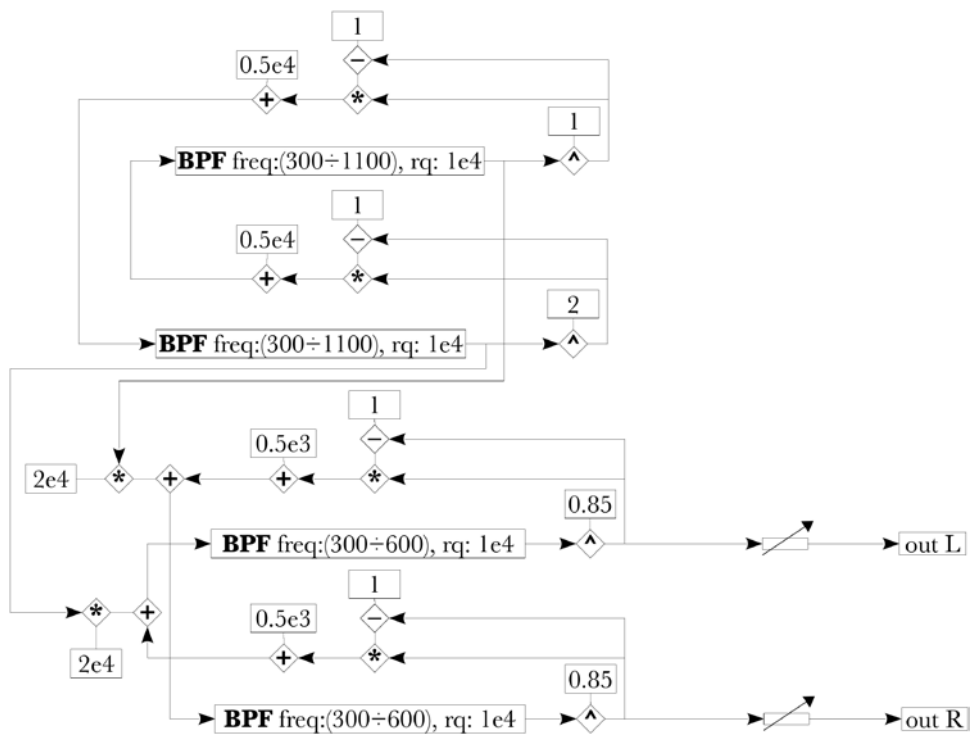 1
−
0.5e4
+
*
1
BPF freq:(300÷1100), rq: 1e4
^
1
−
0.5e4
+
*
2
BPF freq:(300÷1100), rq: 1e4
^
1
−
0.5e3
2e4
*
+
+
*
0.85
BPF freq:(300÷600), rq: 1e4
^
out L
1
−
*
+
0.5e3
2e4
+
*
0.85
BPF freq:(300÷600), rq: 1e4
^
out R